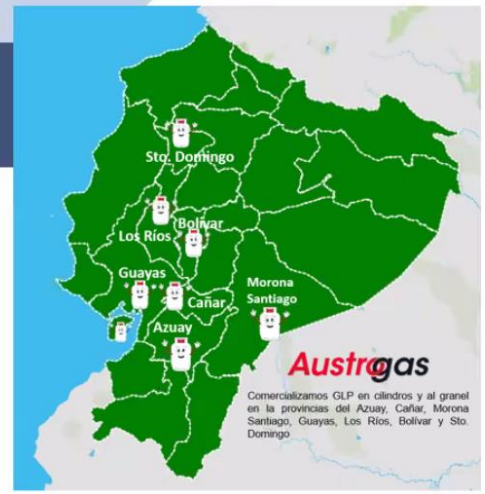 Sto. Domingo
Bolívar
Los Ríos
Guayas
Cañar
Morona
Santiago
Azuay
Austrogas
Comercializamos GLP en cilindros y al granel
en la provincias del Azuay, Cañar, Morona
Santiago, Guayas, Los Ríos, Bolívar y Sto.
Domingo